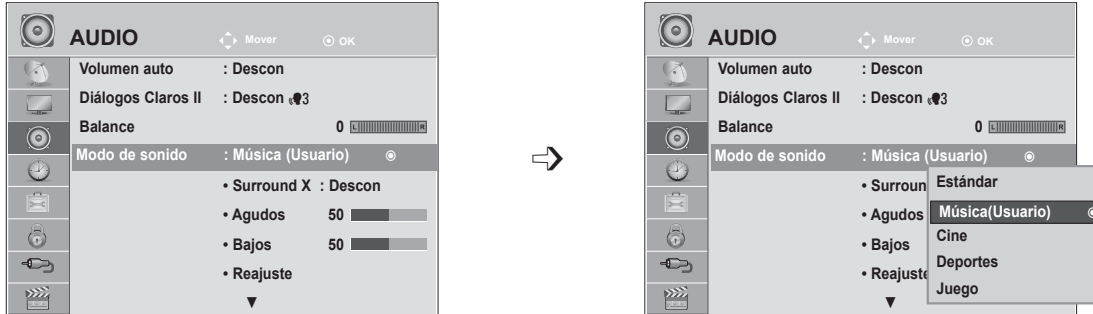 AUDIO Mover OK
Volumen auto : Descon
Diálogos Claros II : Descon 3
Balance 0 L R
Modo de sonido : Música (Usuario)
• Surround X : Descon
• Agudos 50
• Bajos 50
• Reajuste
AUDIO Mover OK
Volumen auto : Descon
Diálogos Claros II : Descon 3
Balance 0 L R
Modo de sonido : Música (Usuario)
• Surroun
• Agudos
• Bajos
• Reajuste
Estándar
Música(Usuario)
Cine
Deportes
Juego